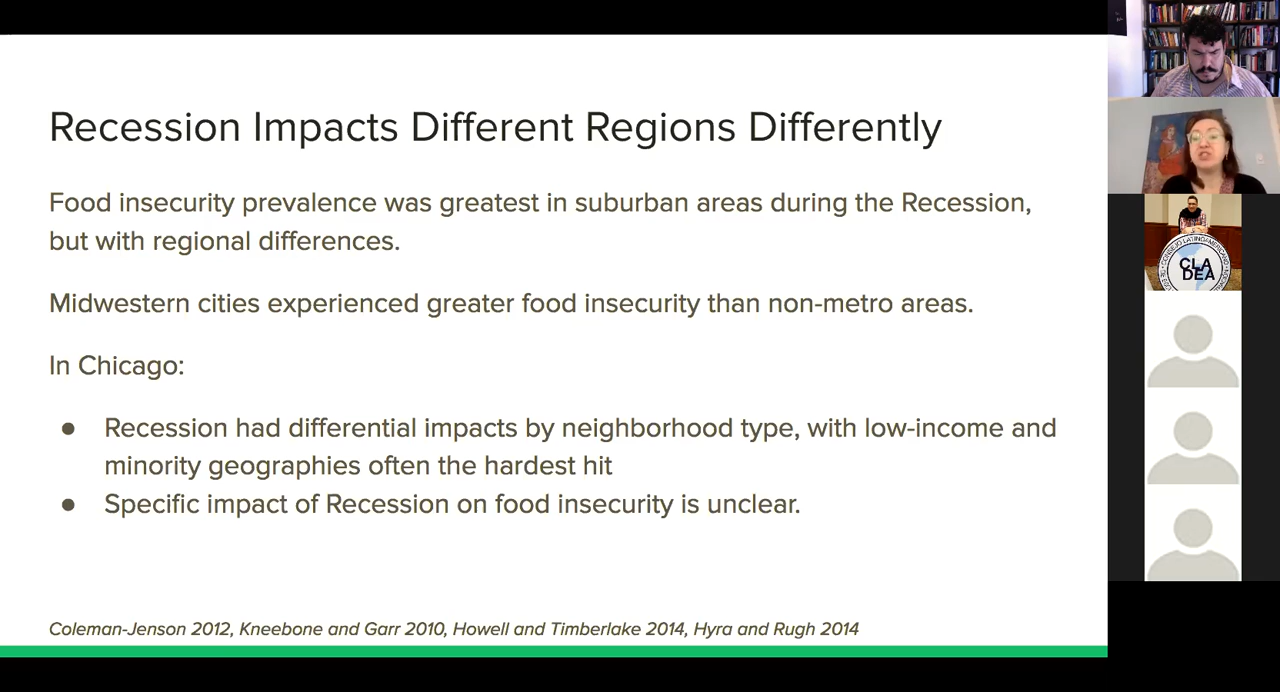 Recession Impacts Different Regions Differently
Food insecurity prevalence was greatest in suburban areas during the Recession,
but with regional differences.
Midwestern cities experienced greater food insecurity than non-metro areas.
In Chicago:
● Recession had differential impacts by neighborhood type, with low-income and
minority geographies often the hardest hit
● Specific impact of Recession on food insecurity is unclear.
Coleman-Jenson 2012, Kneebone and Garr 2010, Howell and Timberlake 2014, Hyra and Rugh 2014
CLA
DEA